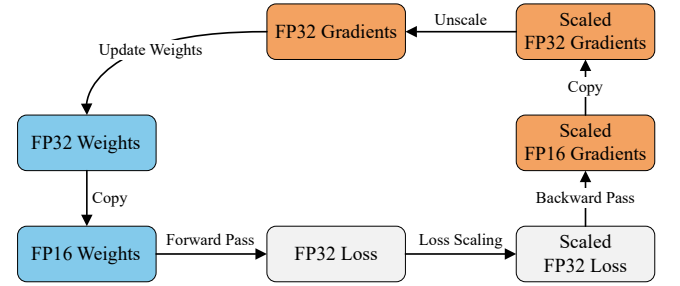 FP32 Gradients
Unscale
Scaled
FP32 Gradients
Update Weights
Copy
FP32 Weights
Scaled
FP16 Gradients
Copy
Backward Pass
FP16 Weights
Forward Pass
FP32 Loss
Loss Scaling
Scaled
FP32 Loss